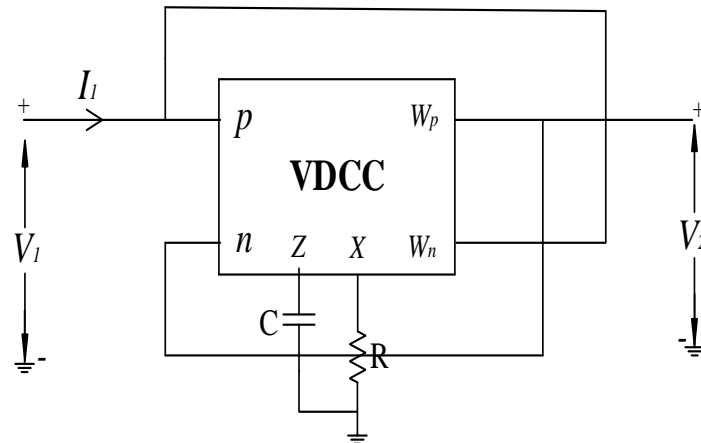 I1
+ +
p Wp
VDCC
n Z X Wn
V1 V2
C
R
- -